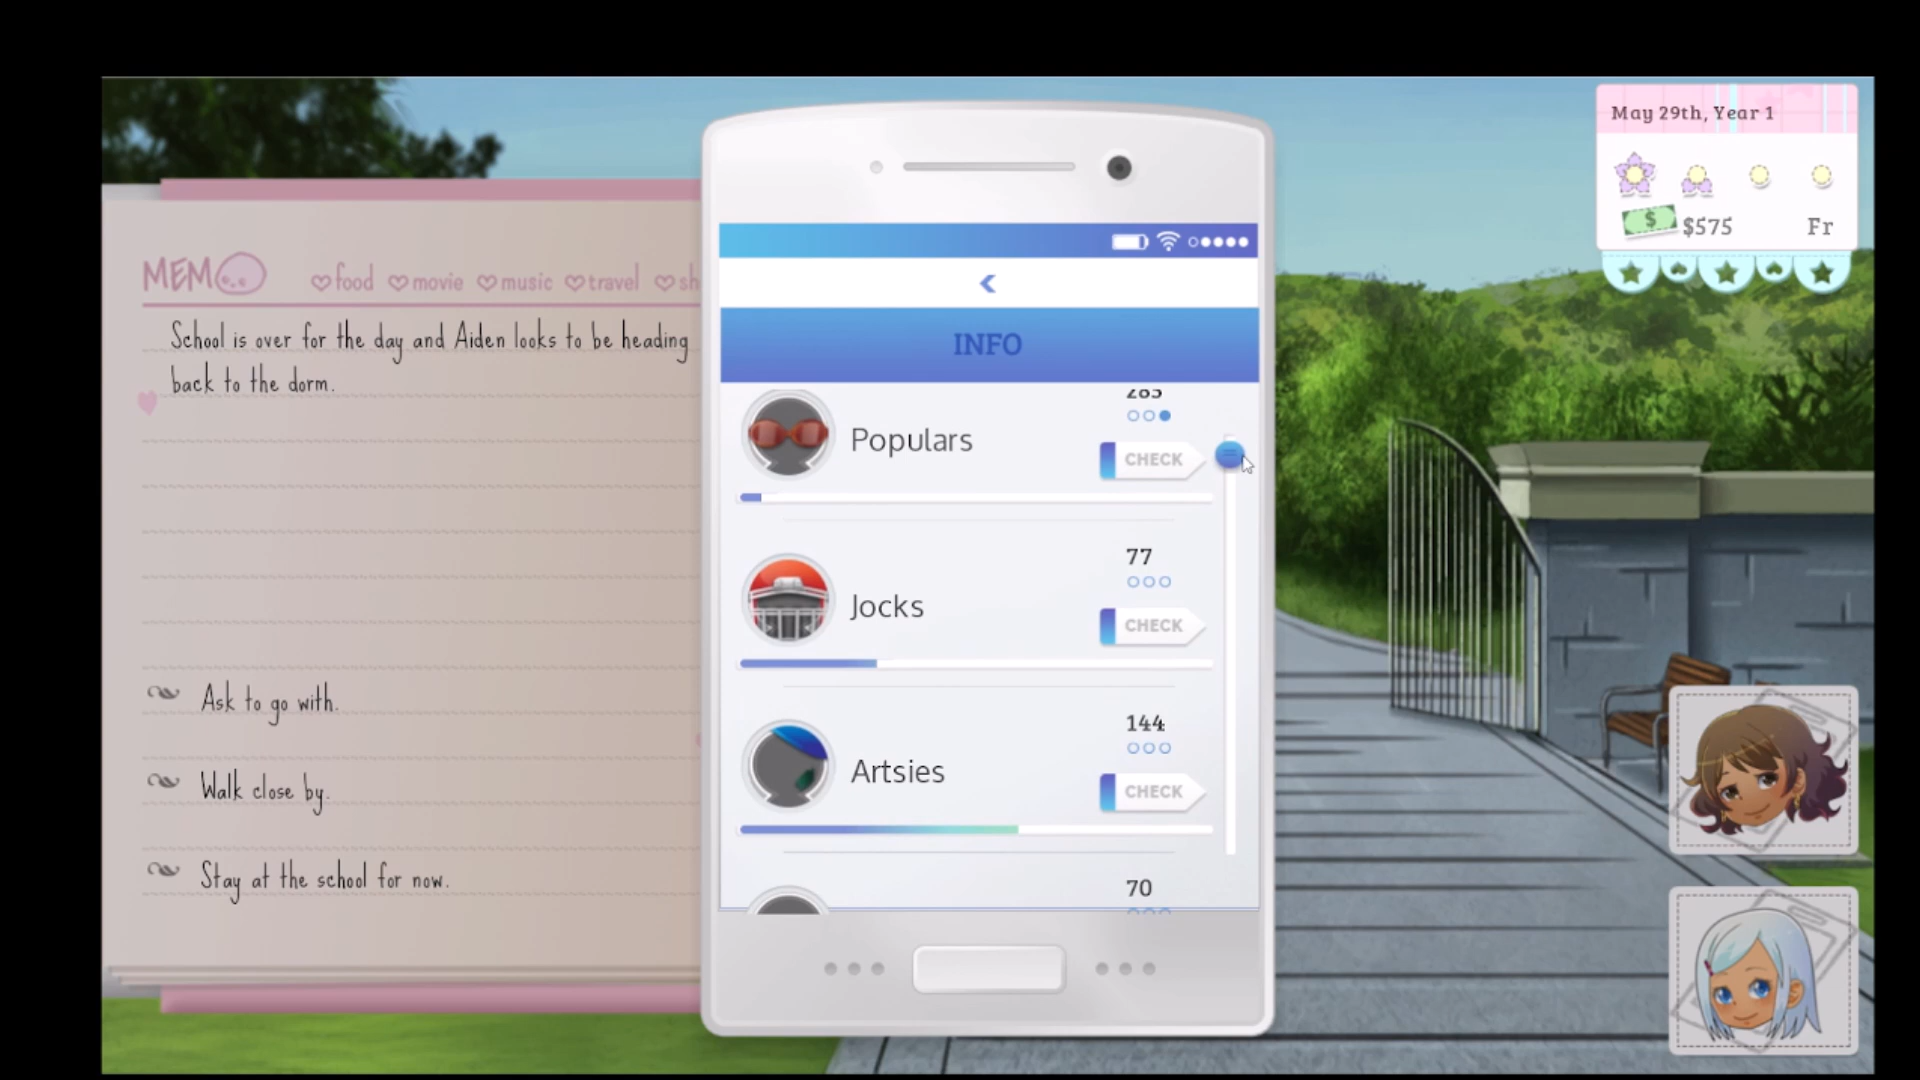 May 29th, Year 1
$575
Fr
MEMO
food movie music travel sh
School is over for the day and Aiden looks to be heading
back to the dorm.
Ask to go with.
Walk close by.
Stay at the school for now.
INFO
283
Populars
CHECK
77
Jocks
CHECK
144
Artsies
CHECK
70